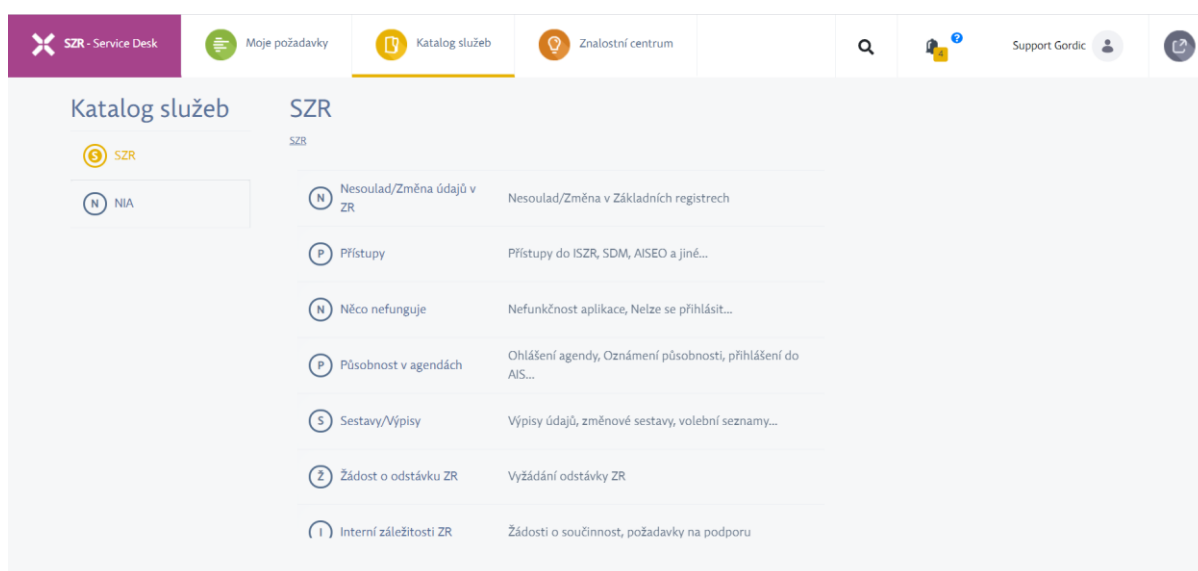 SZR - Service Desk
Moje požadavky
Katalog služeb
Znalostní centrum
4
?
Support Gordic
Katalog služeb
SZR
S SZR
N NIA
SZR
N Nesoulad/Změna údajů v
ZR
Nesoulad/Změna v Základních registrech
P Přístupy
Přístupy do ISZR, SDM, AISEO a jiné...
N Něco nefunguje
Nefunkčnost aplikace, Nelze se přihlásit...
P Působnost v agendách
Ohlášení agendy, Oznámení působnosti, přihlášení do
AIS...
S Sestavy/Výpisy
Výpisy údajů, změnové sestavy, volební seznamy...
Ž Žádost o odstávku ZR
Vyžádání odstávky ZR
I Interní záležitosti ZR
Žádosti o součinnost, požadavky na podporu